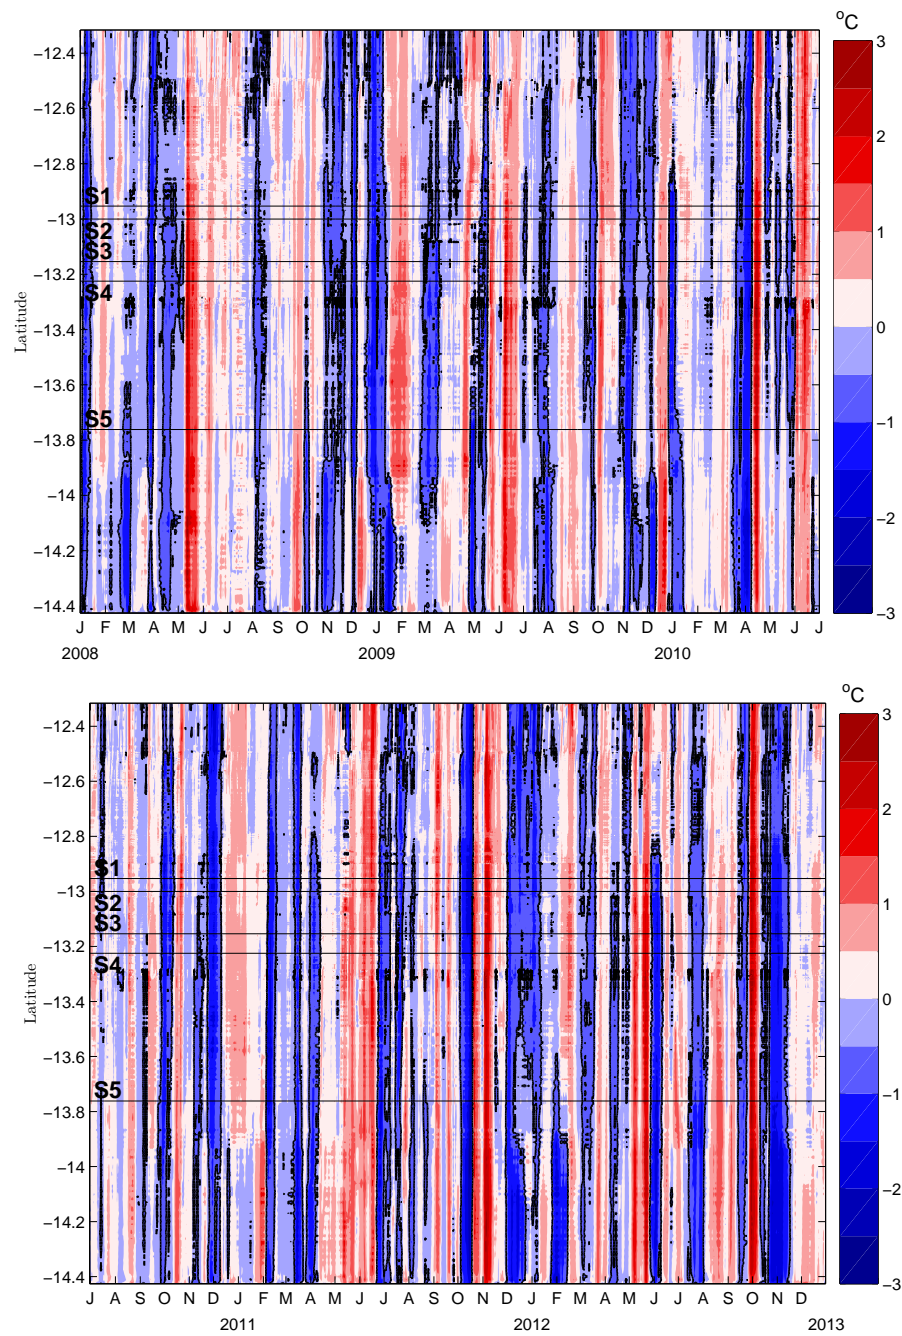 °C
−12.4
−12.6
−12.8
−13
−13.2
−13.4
−13.6
−13.8
−14
−14.2
−14.4
Latitude
S1
S2
S3
S4
S5
3
2
1
0
−1
−2
−3
J F M A M J J A S O N D J F M A M J J A S O N D J F M A M J J
2008 2009 2010
°C
−12.4
−12.6
−12.8
−13
−13.2
−13.4
−13.6
−13.8
−14
−14.2
−14.4
Latitude
S1
S2
S3
S4
S5
3
2
1
0
−1
−2
−3
J A S O N D J F M A M J J A S O N D J F M A M J J A S O N D
2011 2012 2013